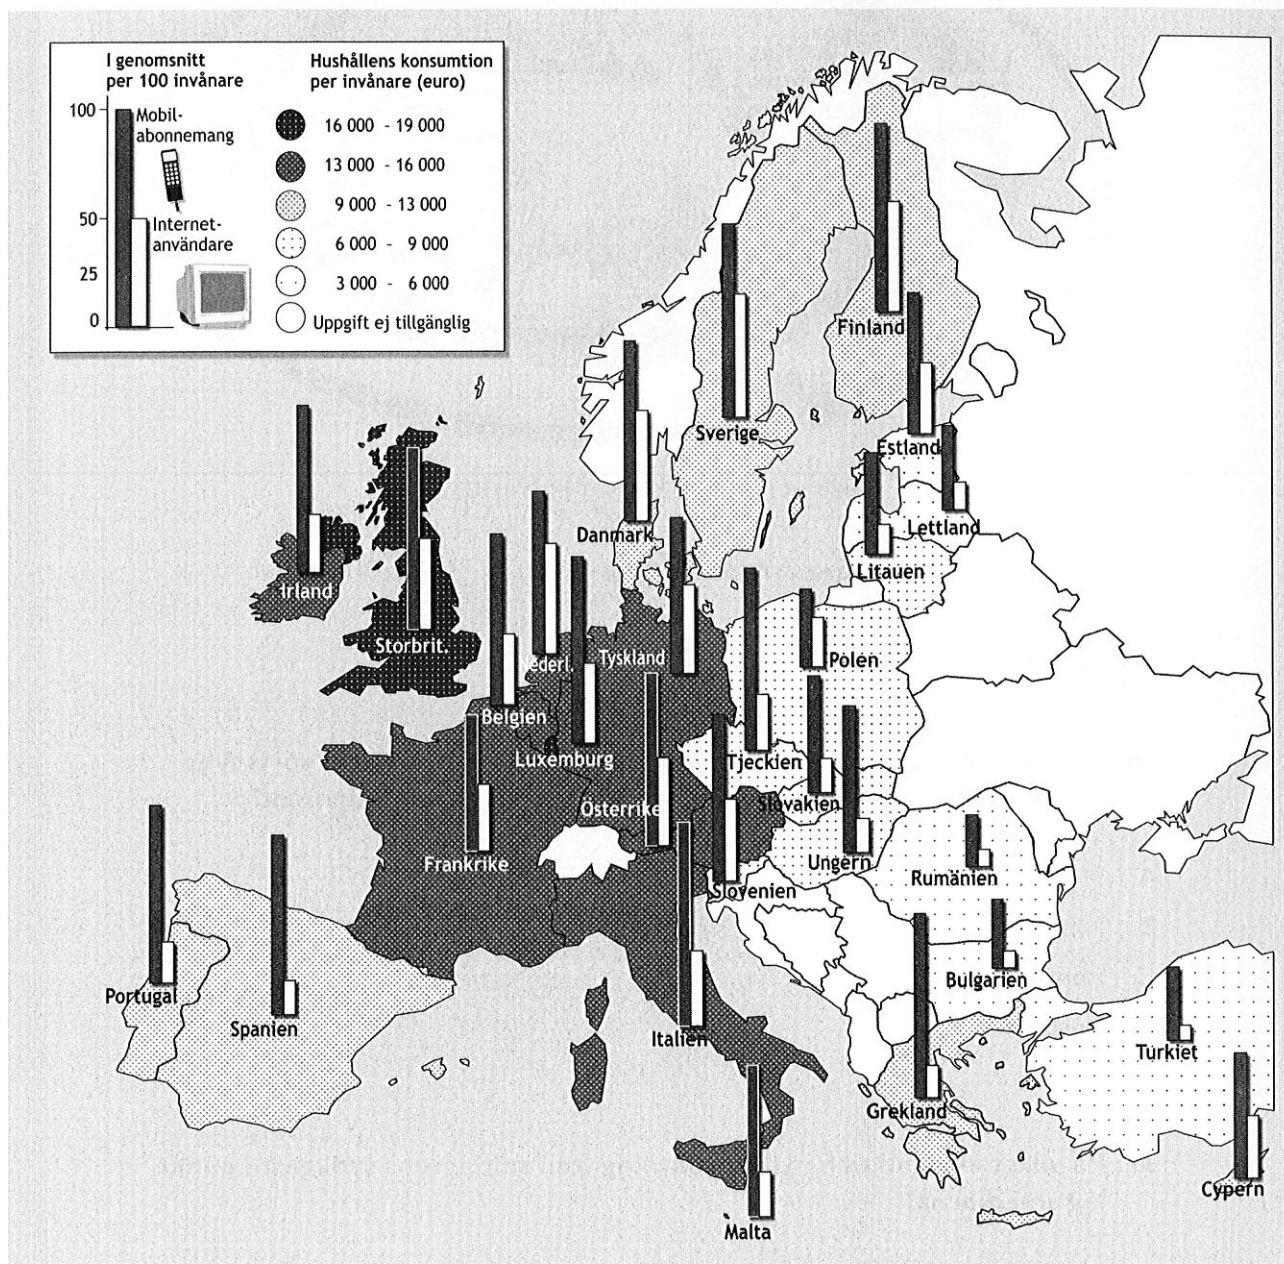 I genomsnitt
per 100 invånare
100
Mobil-
abonnemang
50
Internet-
användare
25
0
Hushållens konsumtion
per invånare (euro)
16 000 - 19 000
13 000 - 16 000
9 000 - 13 000
6 000 - 9 000
3 000 - 6 000
Uppgift ej tillgänglig
Finland
Sverige
Estland
Lettland
Danmark
Litauen
Irland
Storbrit.
Nederl.
Tyskland
Polen
Belgien
Luxemburg
Tjeckien
Slovakien
Österrike
Frankrike
Ungern
Slovenien
Rumänien
Bulgarien
Portugal
Spanien
Italien
Turkiet
Grekland
Cypern
Malta